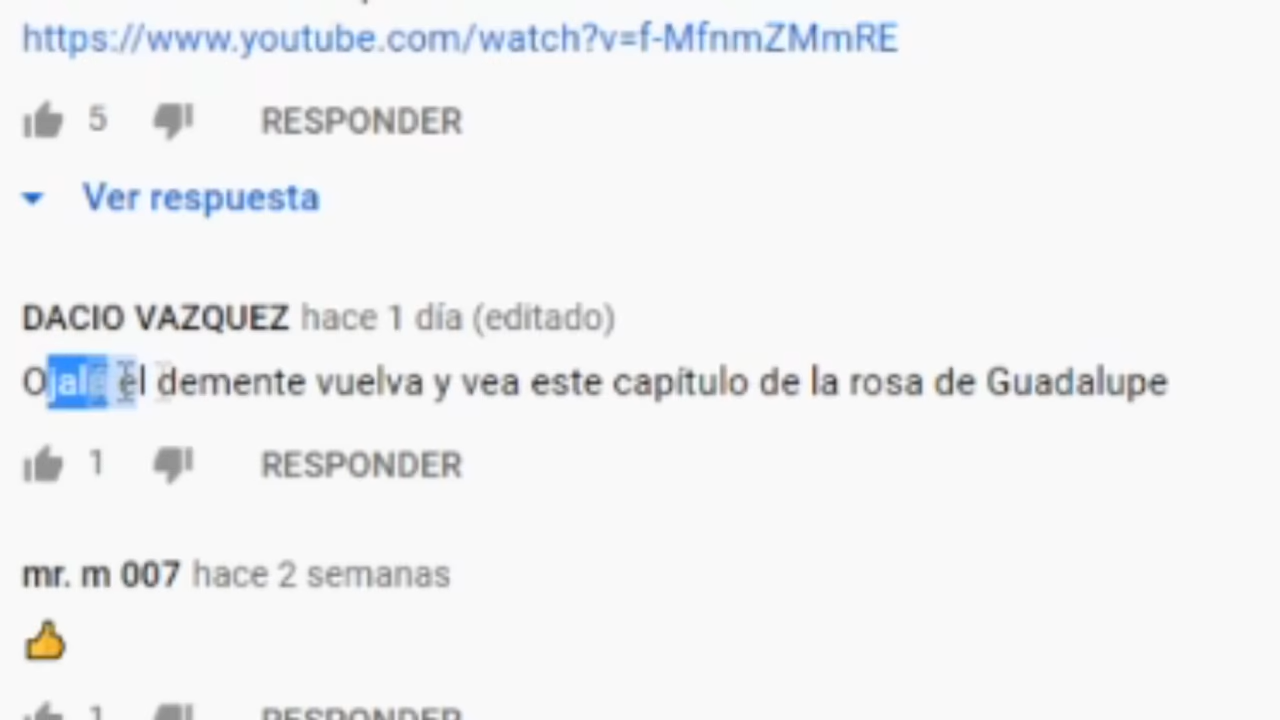 https://www.youtube.com/watch?v=f-MfnmZMmRE
5 RESPONDER
Ver respuesta
DACIO VAZQUEZ hace 1 día (editado)
Ojalá el demente vuelva y vea este capítulo de la rosa de Guadalupe
1 RESPONDER
mr. m 007 hace 2 semanas
👍
1 RESPONDER